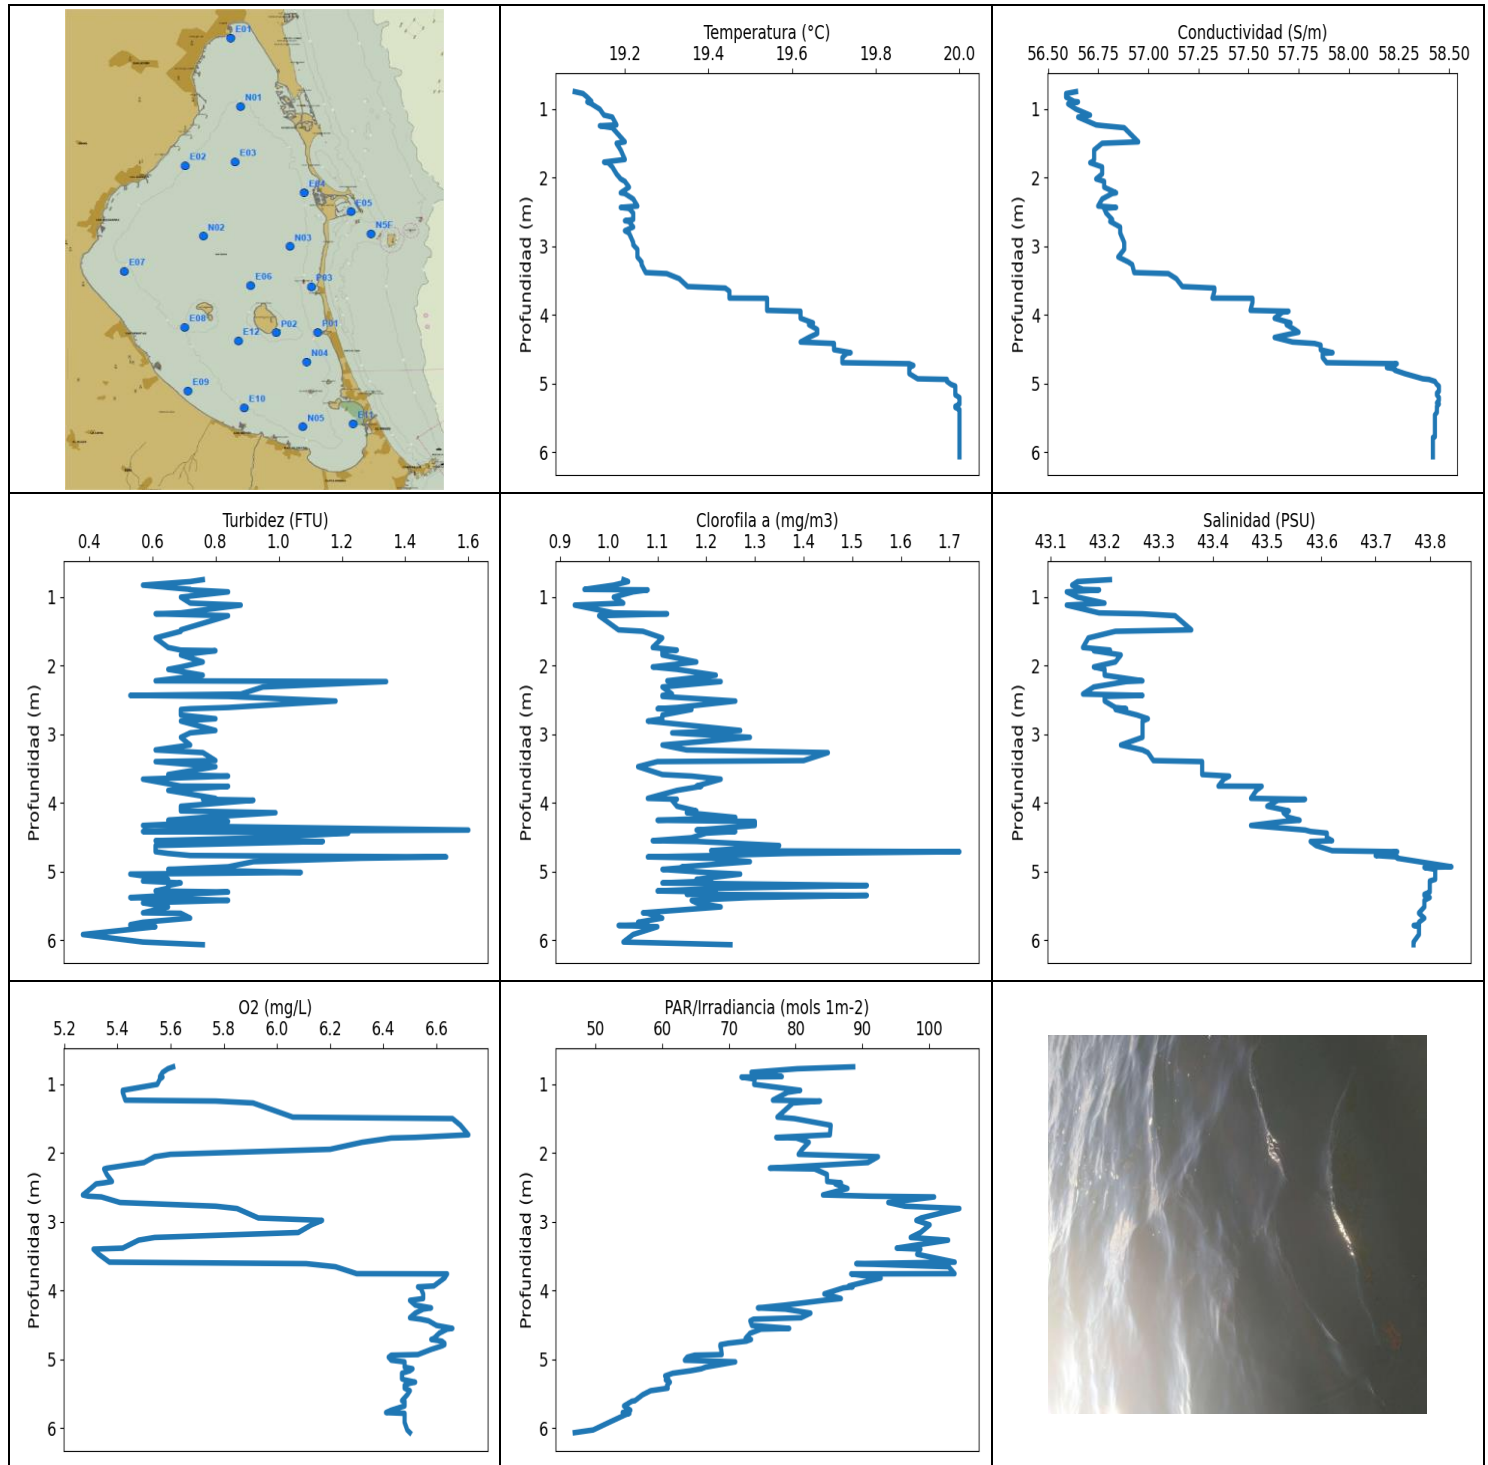 E01
N01
E02
E03
E04
E05
N5F
N02
N03
E07
E06
P03
E08
P02
P01
E12
N04
E09
E10
N05
E11
Temperatura (°C)
19.2 19.4 19.6 19.8 20.0
Profundidad (m)
1
2
3
4
5
6
Conductividad (S/m)
56.50 56.75 57.00 57.25 57.50 57.75 58.00 58.25 58.50
Profundidad (m)
1
2
3
4
5
6
Turbidez (FTU)
0.4 0.6 0.8 1.0 1.2 1.4 1.6
Profundidad (m)
1
2
3
4
5
6
Clorofila a (mg/m3)
0.9 1.0 1.1 1.2 1.3 1.4 1.5 1.6 1.7
Profundidad (m)
1
2
3
4
5
6
Salinidad (PSU)
43.1 43.2 43.3 43.4 43.5 43.6 43.7 43.8
Profundidad (m)
1
2
3
4
5
6
O2 (mg/L)
5.2 5.4 5.6 5.8 6.0 6.2 6.4 6.6
Profundidad (m)
1
2
3
4
5
6
PAR/Irradiancia (mols 1m-2)
50 60 70 80 90 100
Profundidad (m)
1
2
3
4
5
6